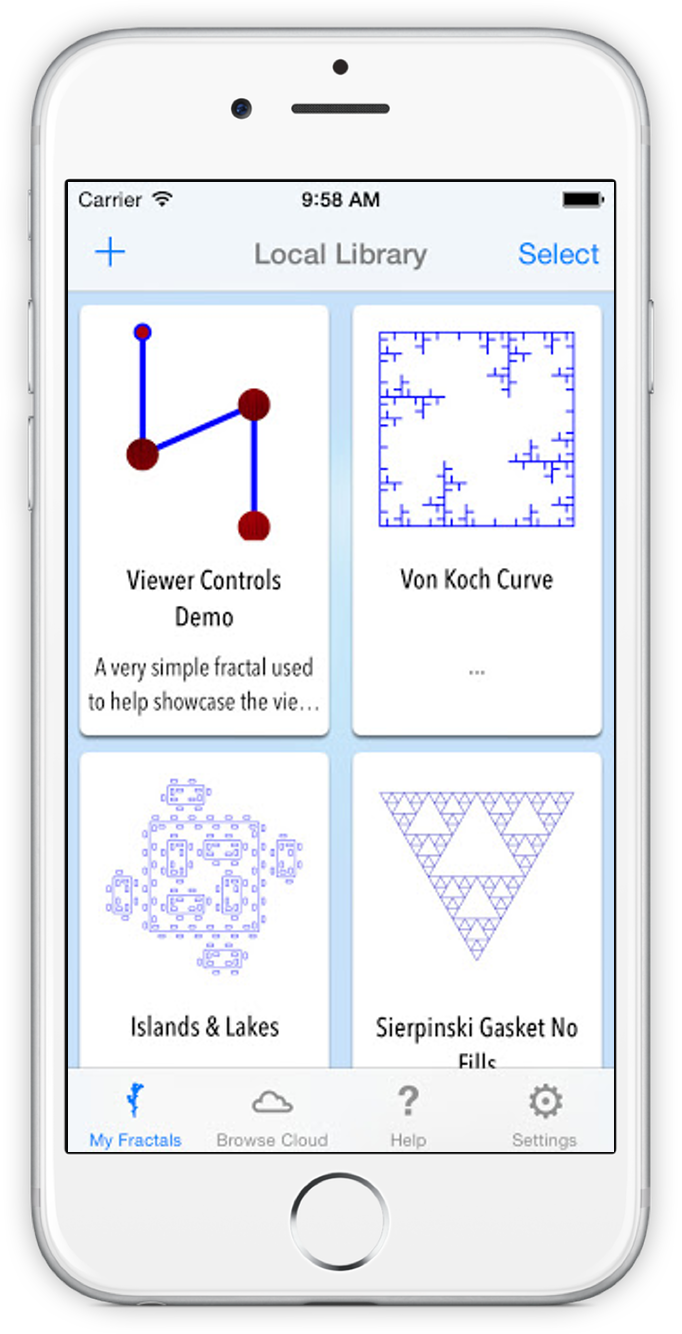 Carrier 9:58 AM
+ Local Library Select
Viewer Controls
Demo
A very simple fractal used
to help showcase the vie...
Von Koch Curve
...
Islands & Lakes
Sierpinski Gasket No
Fills
My Fractals Browse Cloud Help Settings